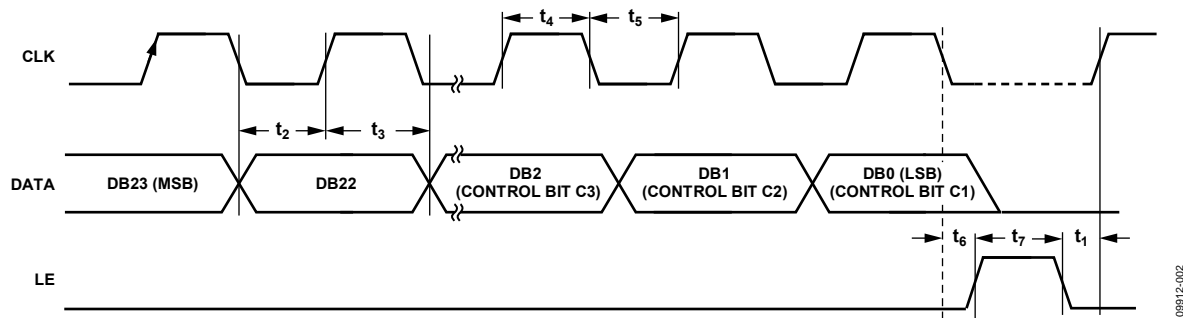 t4
t5
CLK
t2
t3
DATA
DB23 (MSB)
DB22
DB2
(CONTROL BIT C3)
DB1
(CONTROL BIT C2)
DB0 (LSB)
(CONTROL BIT C1)
t6
t7
t1
LE
09912-002